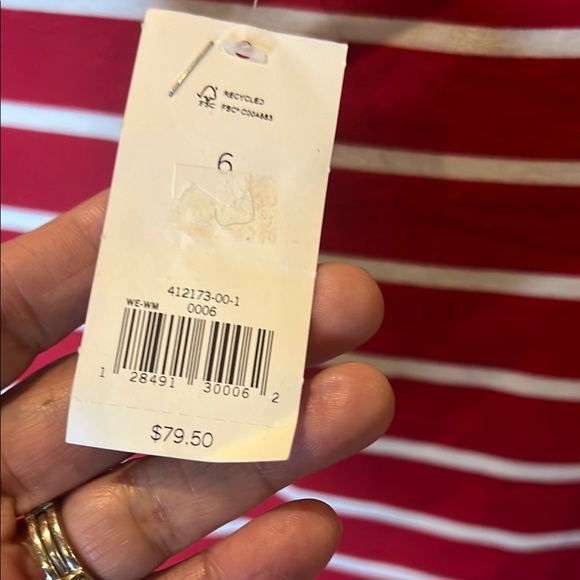 RECYCLED
FSC FSC® C004883
6
412173-00-1
WE-WM 0006
1 28491 30006 2
$79.50